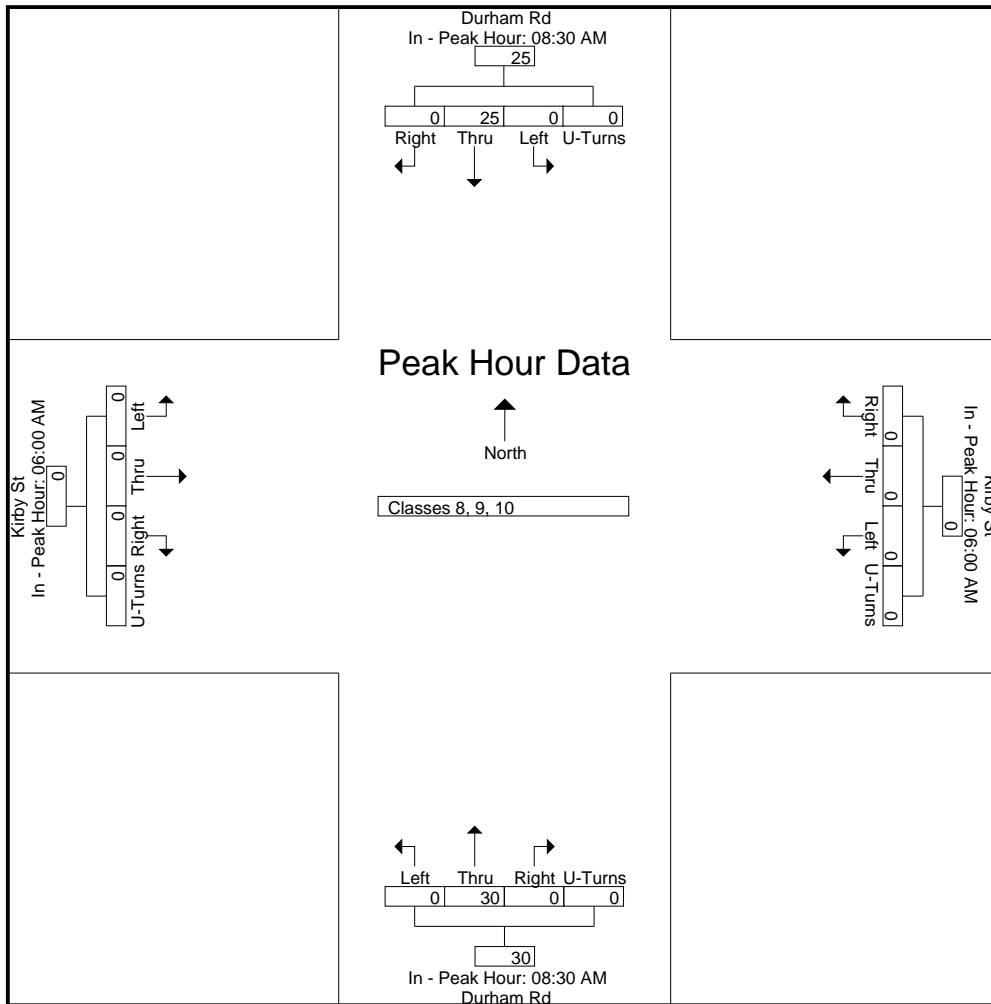 Durham Rd
In - Peak Hour: 08:30 AM
25
0 25 0 0
Right Thru Left U-Turns
Peak Hour Data
North
Classes 8, 9, 10
Kirby St
In - Peak Hour: 06:00 AM
0
0 0 0 0
Left Thru Right U-Turns
Kirby St
In - Peak Hour: 06:00 AM
0
0 0 0 0
Right Thru Left U-Turns
Left Thru Right U-Turns
0 30 0 0
30
In - Peak Hour: 08:30 AM
Durham Rd